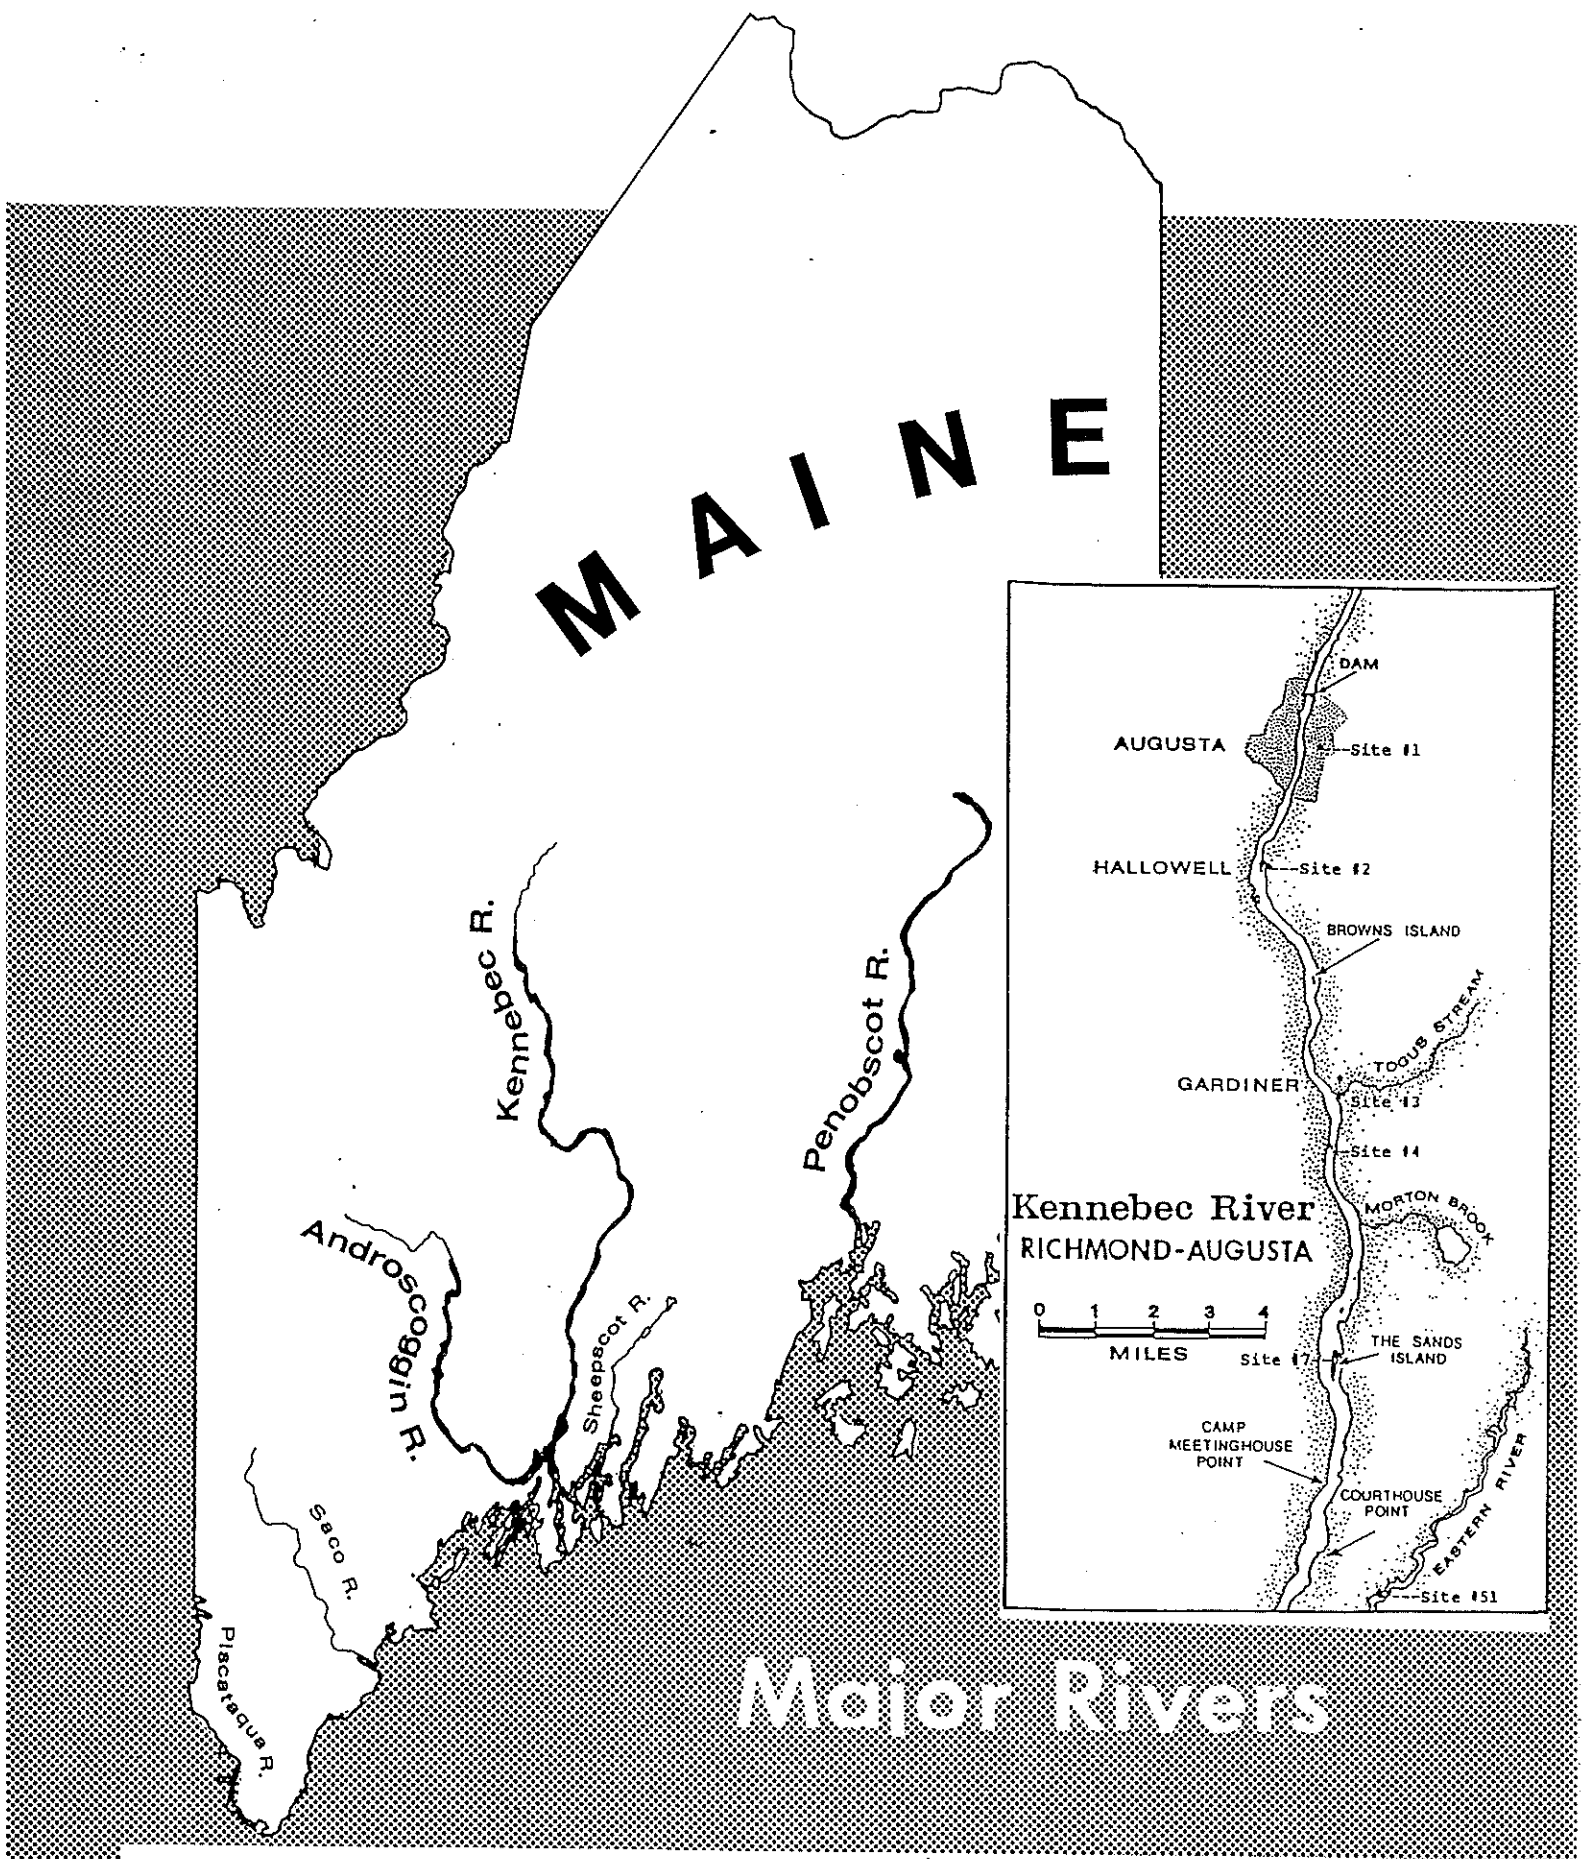 MAINE
Kennebec R.
Penobscot R.
Androscoggin R.
Sheepscot R.
Saco R.
Piscataqua R.
Major Rivers
DAM
AUGUSTA
Site #1
HALLOWELL
Site #2
BROWNS ISLAND
TOGUS STREAM
GARDINER
Site #3
Site #4
MORTON BROOK
Kennebec River
RICHMOND-AUGUSTA
0 1 2 3 4
MILES
Site #7
THE SANDS
ISLAND
CAMP
MEETINGHOUSE
POINT
COURTHOUSE
POINT
EASTERN RIVER
Site #51